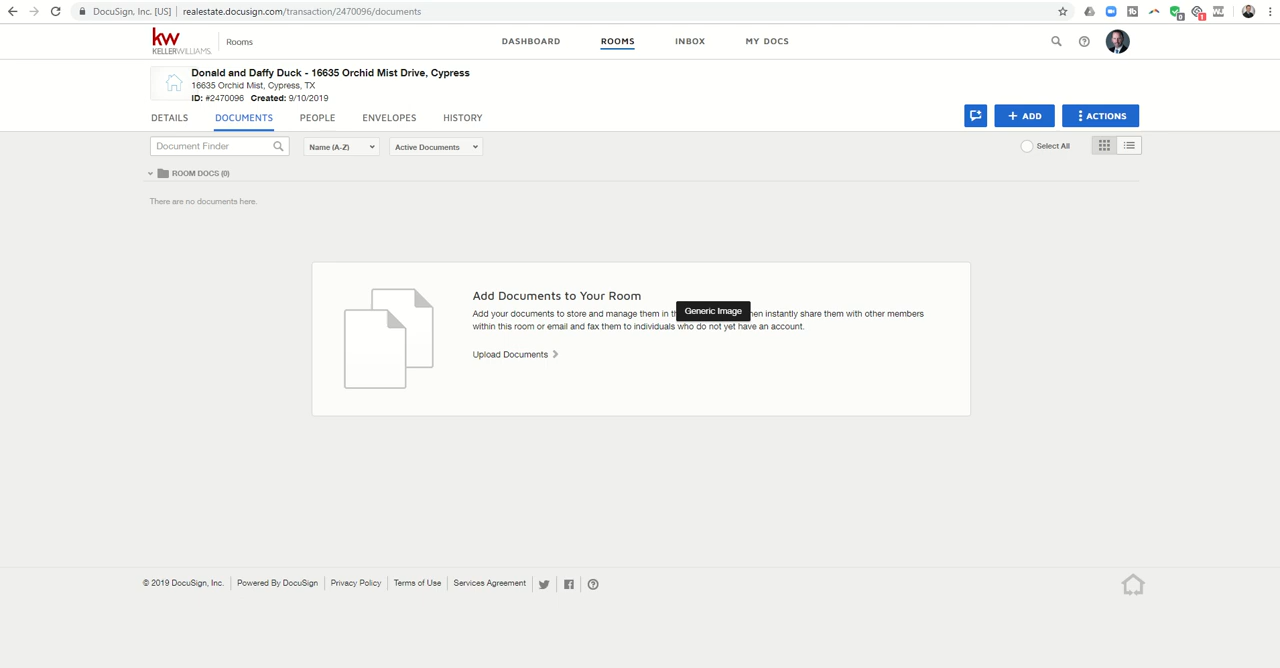 DocuSign, Inc. [US] | realestate.docusign.com/transaction/2470096/documents
8
1
kw
KELLERWILLIAMS.
Rooms
DASHBOARD
ROOMS
INBOX
MY DOCS
Donald and Daffy Duck - 16635 Orchid Mist Drive, Cypress
16635 Orchid Mist, Cypress, TX
ID: #2470096 Created: 9/10/2019
DETAILS
DOCUMENTS
PEOPLE
ENVELOPES
HISTORY
+ ADD
ACTIONS
Document Finder
Name (A-Z)
Active Documents
Select All
ROOM DOCS (0)
There are no documents here.
Add Documents to Your Room
Generic Image
Add your documents to store and manage them in th hen instantly share them with other members
within this room or email and fax them to individuals who do not yet have an account.
Upload Documents
© 2019 DocuSign, Inc. | Powered By DocuSign | Privacy Policy | Terms of Use | Services Agreement